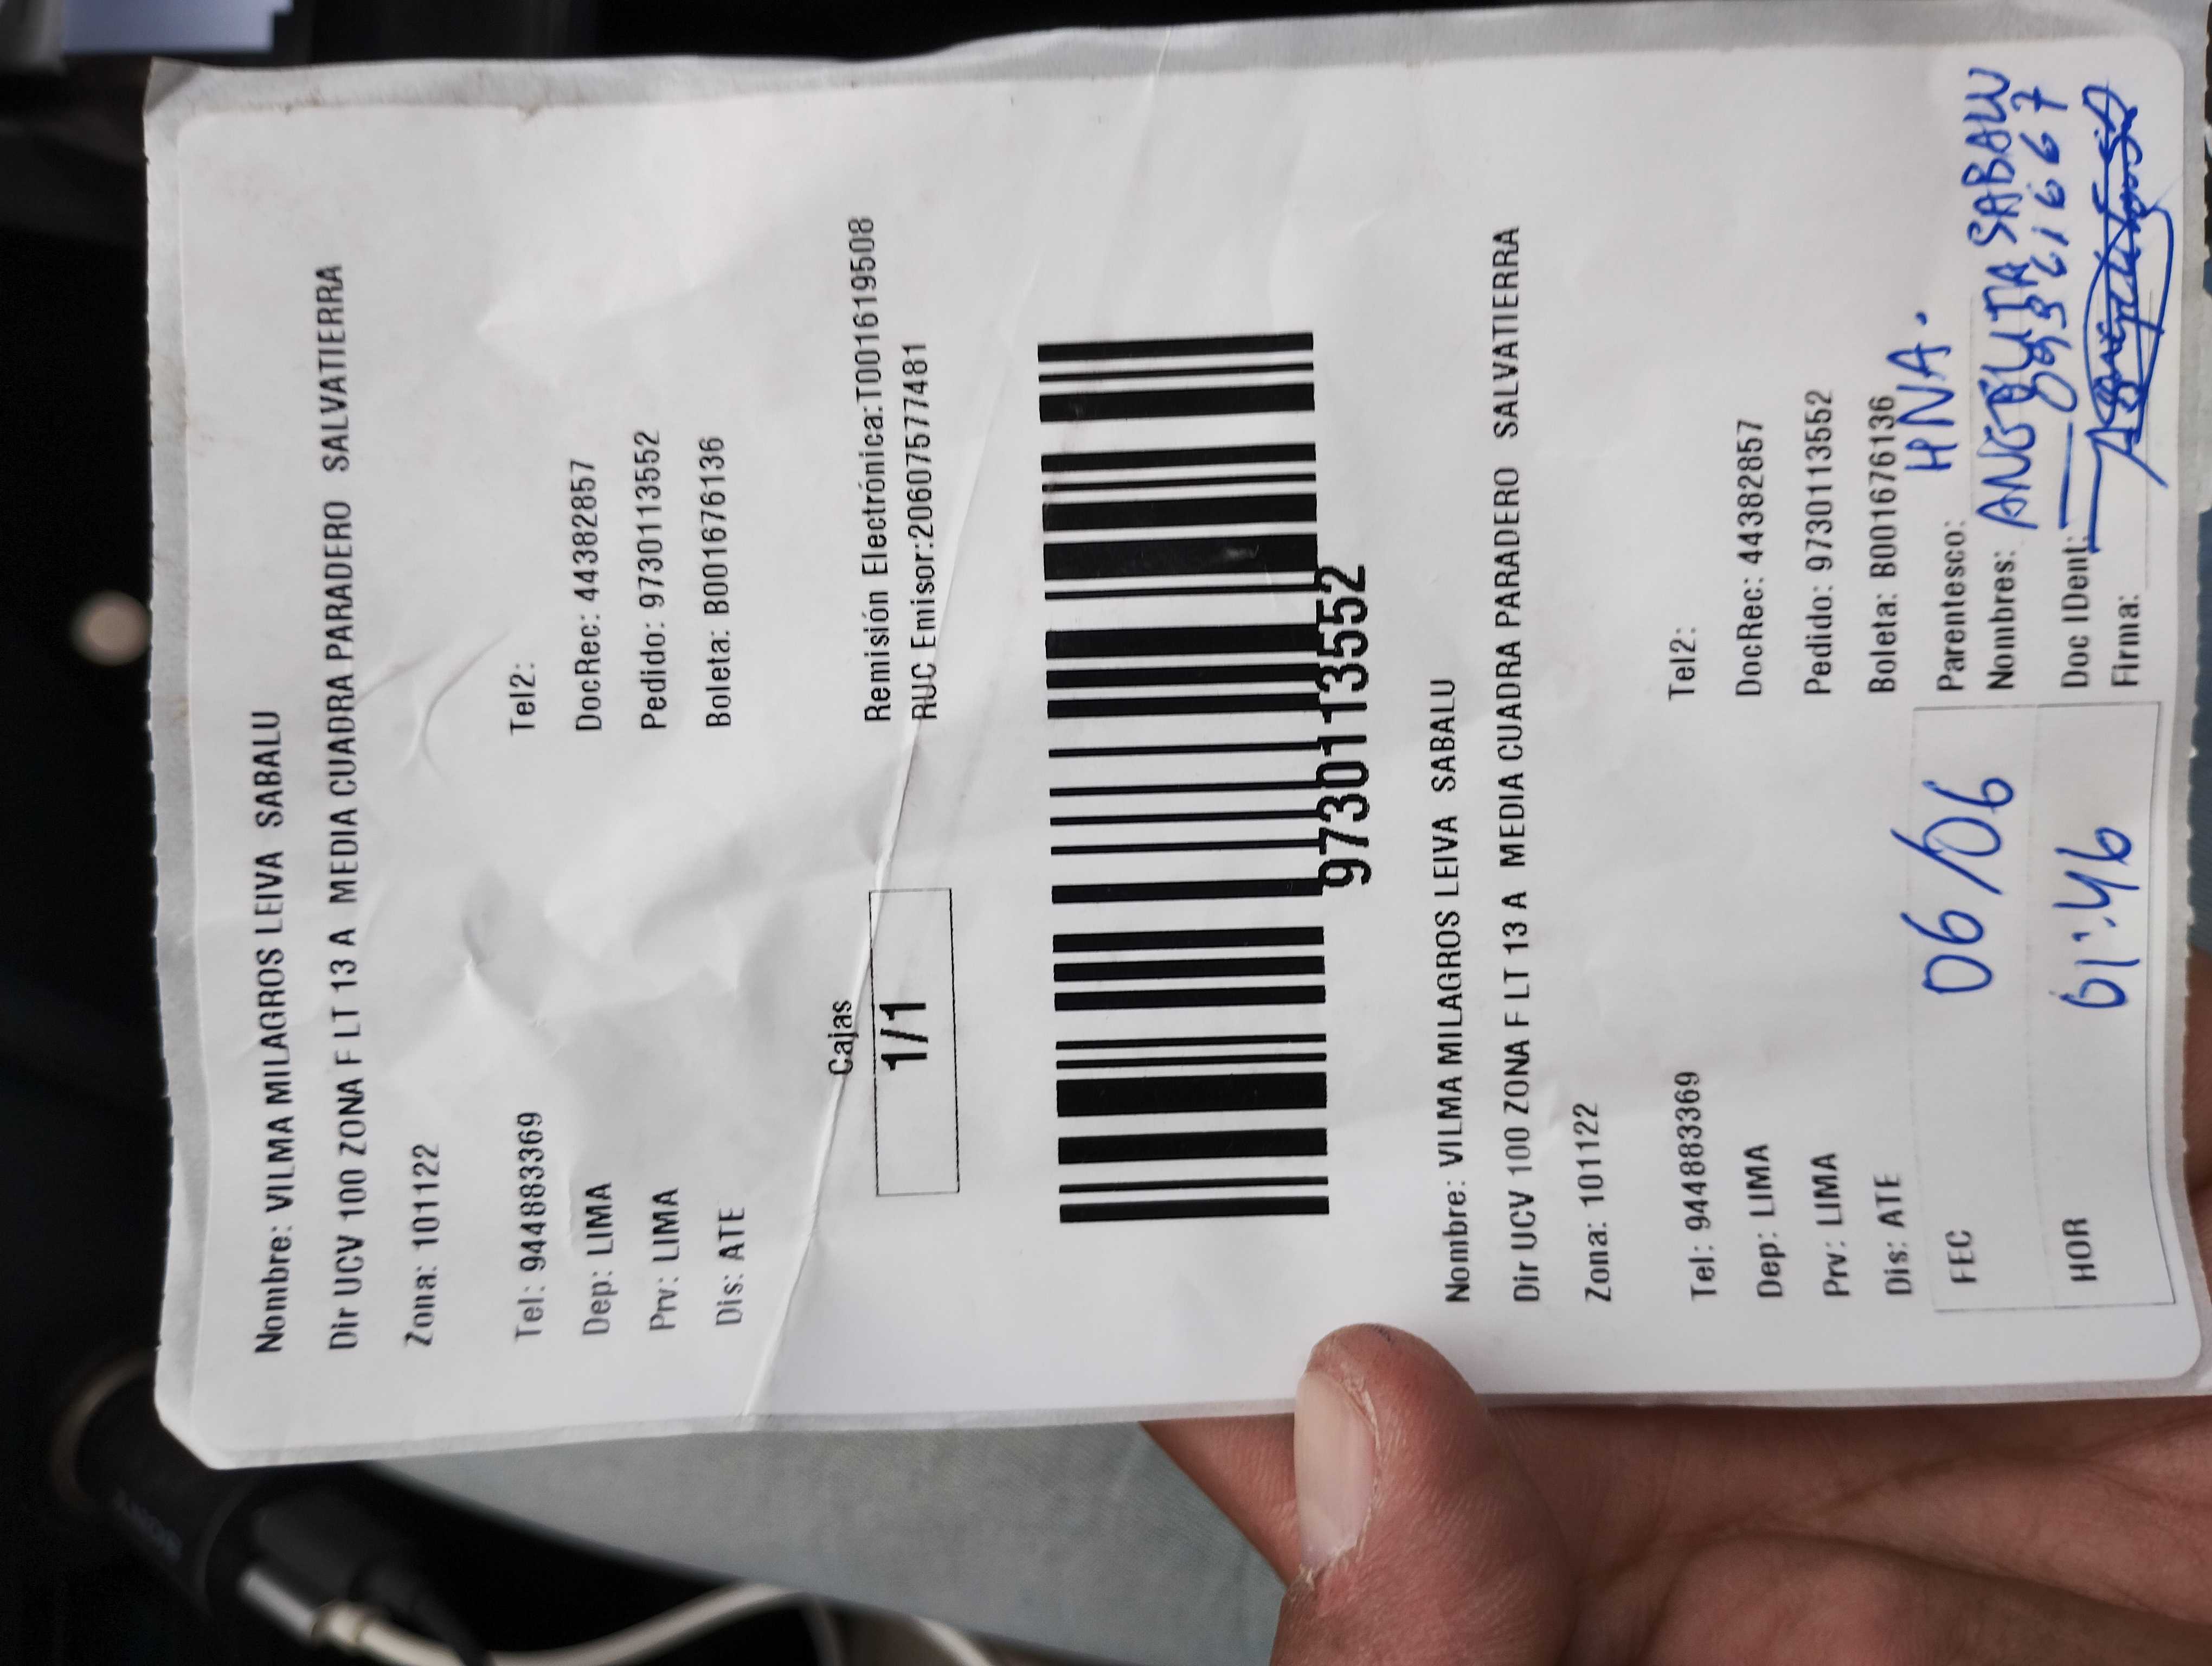 Nombre: VILMA MILAGROS LEIVA SABALU
Dir UCV 100 ZONA F LT 13 A MEDIA CUADRA PARADERO SALVATIERRA
Zona: 101122
Tel: 944883369 Tel2:
Dep: LIMA DocRec: 44382857
Prv: LIMA Pedido: 9730113552
Dis: ATE Boleta: B001676136
Cajas
1/1
Remisión Electrónica:T001619508
RUC Emisor:20607577481
9730113552
Nombre: VILMA MILAGROS LEIVA SABALU
Dir UCV 100 ZONA F LT 13 A MEDIA CUADRA PARADERO SALVATIERRA
Zona: 101122
Tel: 944883369 Tel2:
Dep: LIMA DocRec: 44382857
Prv: LIMA Pedido: 9730113552
Dis: ATE Boleta: B001676136
FEC 06/06
HOR 01:46
Parentesco: HNA.
Nombres: ANGELITA SABALU
Doc IDent:
Firma: